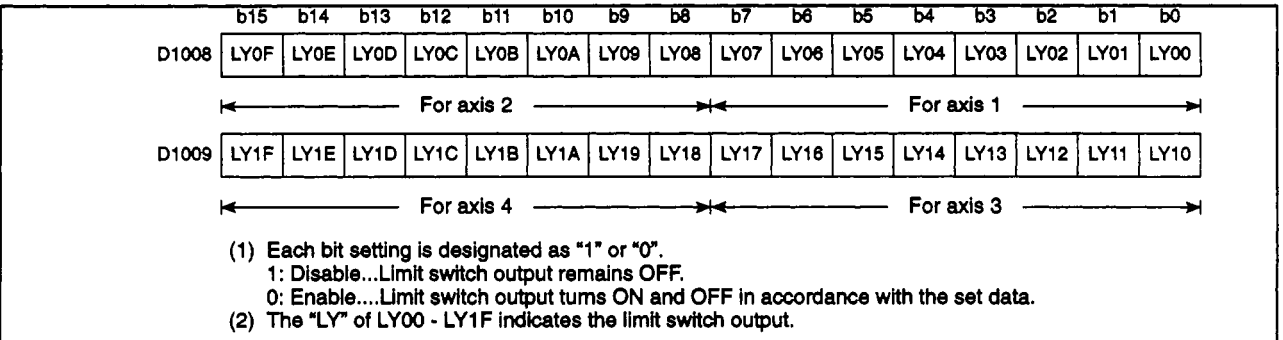 b15 b14 b13 b12 b11 b10 b9 b8 b7 b6 b5 b4 b3 b2 b1 b0
D1008 LY0F LY0E LY0D LY0C LY0B LY0A LY09 LY08 LY07 LY06 LY05 LY04 LY03 LY02 LY01 LY00
For axis 2 For axis 1
D1009 LY1F LY1E LY1D LY1C LY1B LY1A LY19 LY18 LY17 LY16 LY15 LY14 LY13 LY12 LY11 LY10
For axis 4 For axis 3
(1) Each bit setting is designated as "1" or "0".
1: Disable...Limit switch output remains OFF.
0: Enable....Limit switch output turns ON and OFF in accordance with the set data.
(2) The "LY" of LY00 - LY1F indicates the limit switch output.